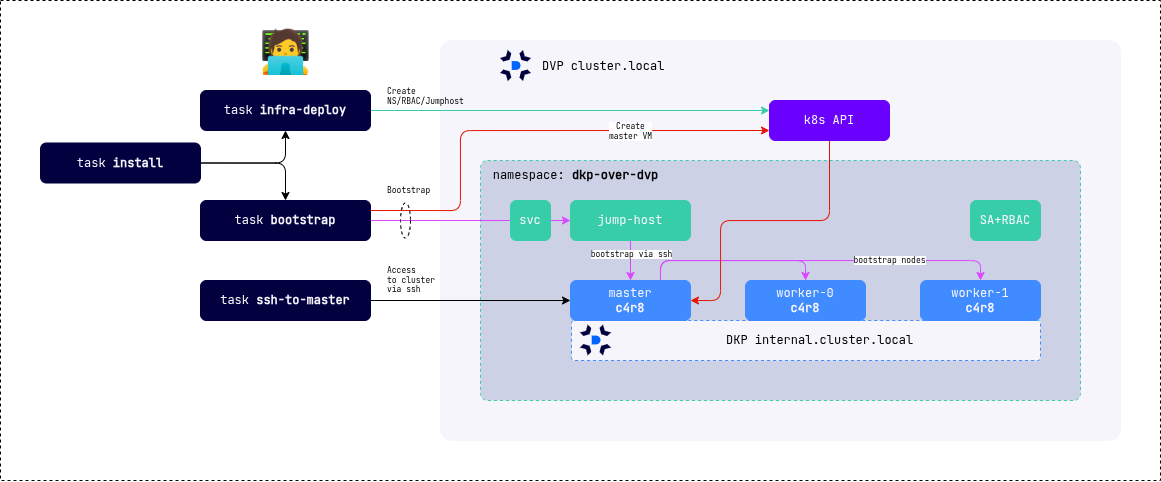 DVP cluster.local
task infra-deploy
Create
NS/RBAC/Jumphost
k8s API
Create
master VM
task install
namespace: dkp-over-dvp
Bootstrap
task bootstrap
svc
jump-host
SA+RBAC
bootstrap via ssh
bootstrap nodes
Access
to cluster
via ssh
task ssh-to-master
master
c4r8
worker-0
c4r8
worker-1
c4r8
DKP internal.cluster.local